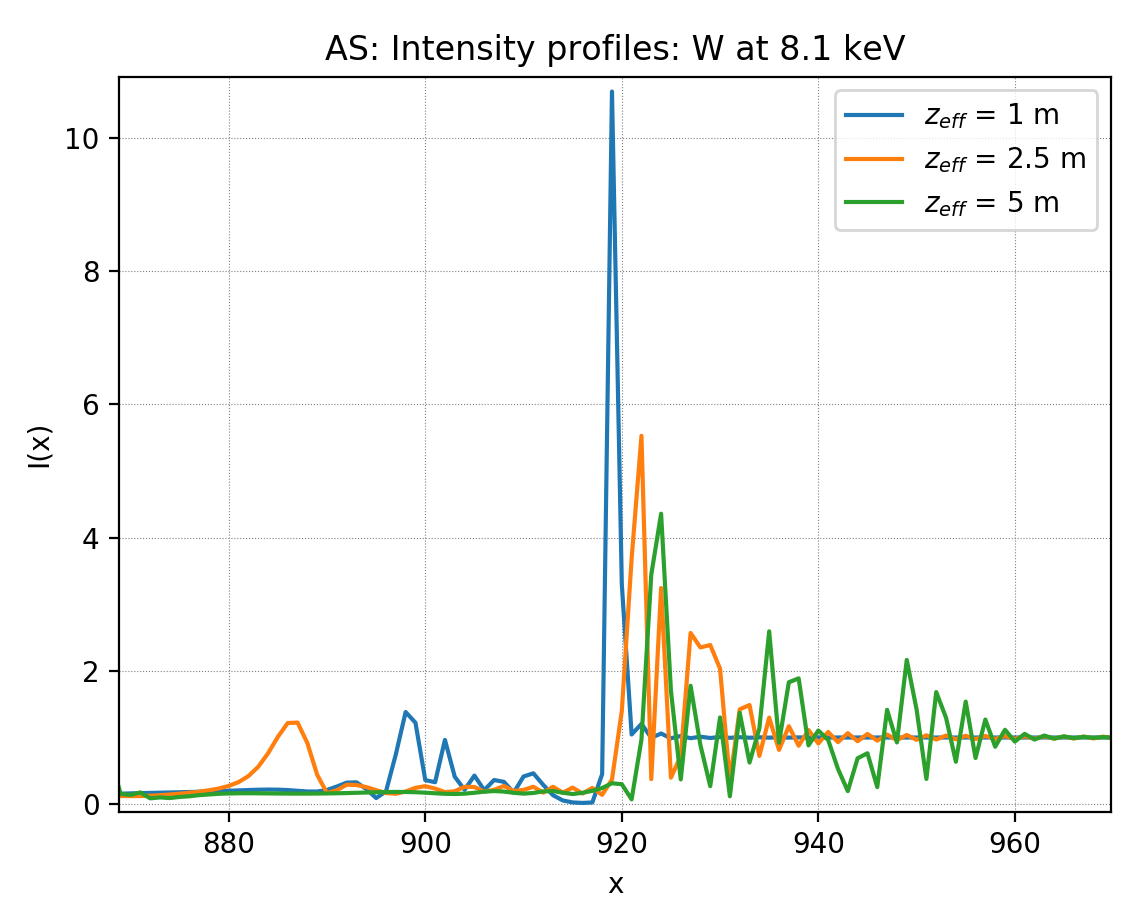 AS: Intensity profiles: W at 8.1 keV
z_eff = 1 m
z_eff = 2.5 m
z_eff = 5 m
I(x)
10
8
6
4
2
0
880 900 920 940 960
x